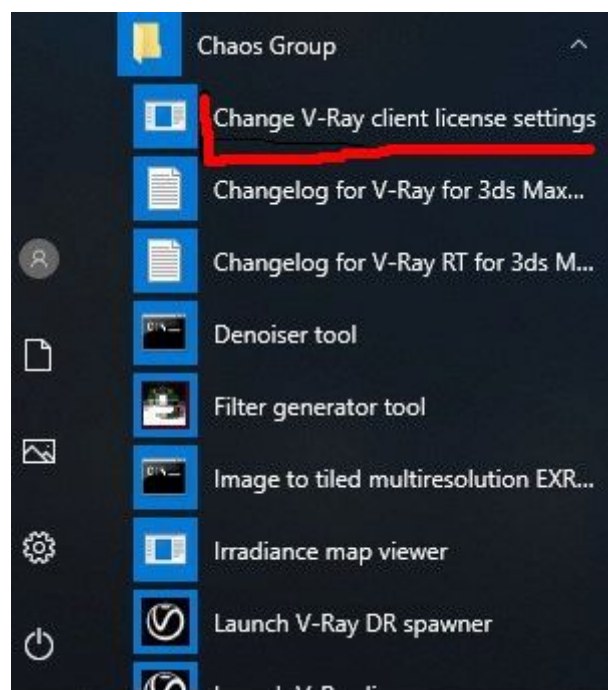 Chaos Group
Change V-Ray client license settings
Changelog for V-Ray for 3ds Max...
Changelog for V-Ray RT for 3ds M...
Denoiser tool
Filter generator tool
Image to tiled multiresolution EXR...
Irradiance map viewer
Launch V-Ray DR spawner